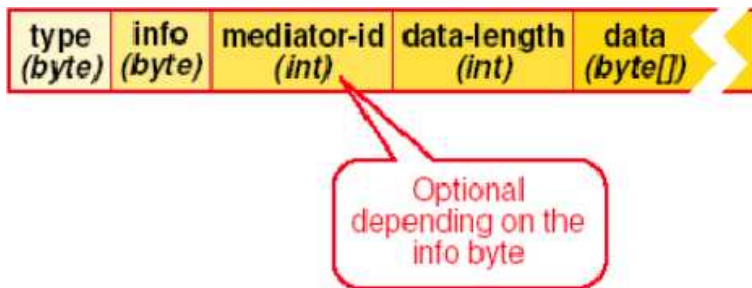 type info mediator-id data-length data
(byte) (byte) (int) (int) (byte[])
Optional
depending on the
info byte